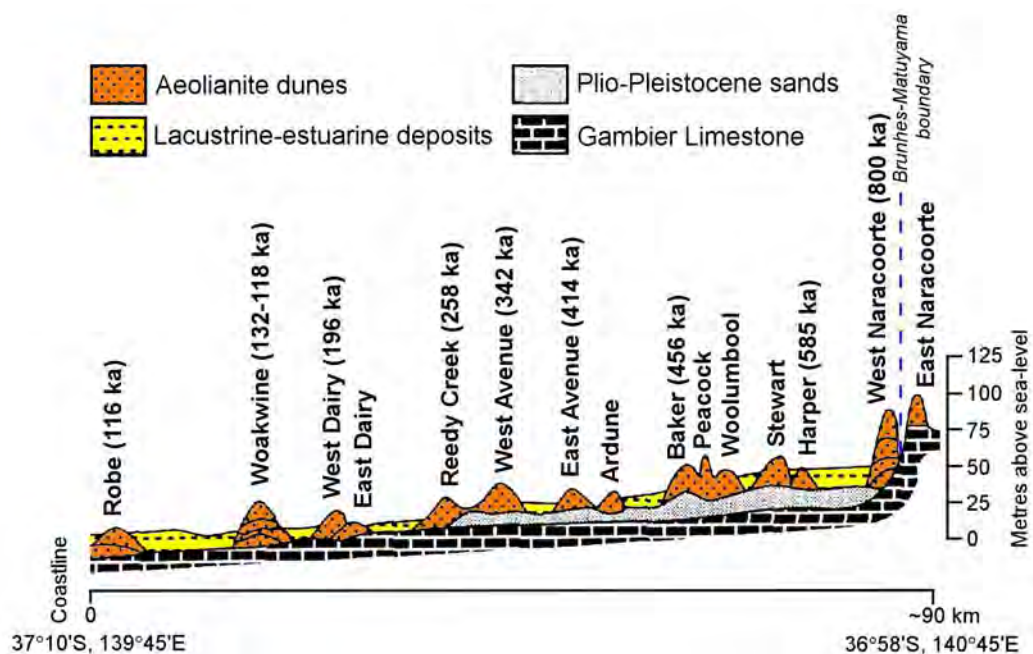 Aeolianite dunes
Lacustrine-estuarine deposits
Plio-Pleistocene sands
Gambier Limestone
Robe (116 ka)
Woakwine (132-118 ka)
West Dairy (196 ka)
East Dairy
Reedy Creek (258 ka)
West Avenue (342 ka)
East Avenue (414 ka)
Ardune
Baker (456 ka)
Peacock
Woolumbool
Stewart
Harper (585 ka)
West Naracoorte (800 ka)
Brunhes-Matuyama
boundary
East Naracoorte
125
100
75
50
25
0
Metres above sea-level
Coastline
0
~90 km
37°10'S, 139°45'E
36°58'S, 140°45'E